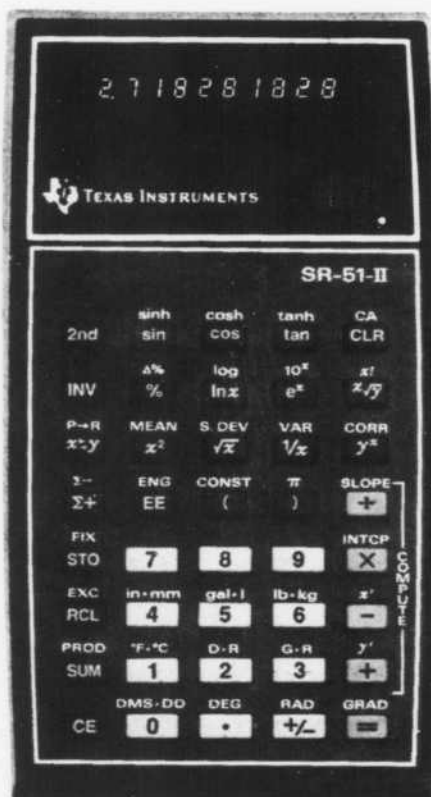 2.718281828
TEXAS INSTRUMENTS
SR-51-II
sinh cosh tanh CA
2nd sin cos tan CLR
Δ% log 10ˣ x!
INV % lnx eˣ ˣ√y
P→R MEAN S. DEV VAR CORR
x²
√x 1/x yˣ
Σ− ENG CONST π SLOPE
Σ+ EE ( ) +
FIX INTCP
STO 7 8 9 ×
EXC in·mm gal·l lb·kg x'
RCL 4 5 6 −
PROD °F·°C D·R G·R y'
SUM 1 2 3 +
DMS·DD DEG RAD GRAD
CE 0 . +/− =
COMPUTE